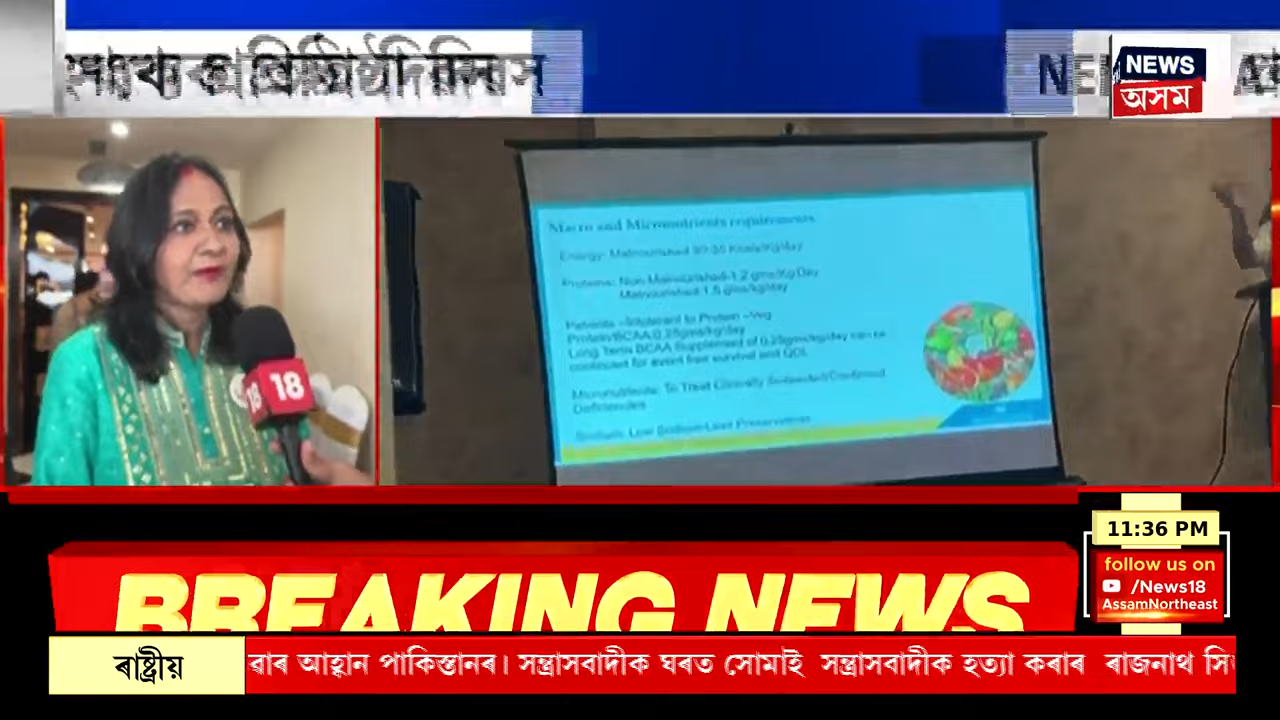 NEWS
অসম
18
18
Macro and Micronutrients requirements
Energy: Malnourished 30-35 Kcals/Kg/day
Proteins: Non Malnourished-1.2 gms/Kg/Day
Malnourished 1.5 gms/kg/day
Patients –Intolerant to Protein –Veg
Protein/BCAA 0.25gms/kg/day
Long Term BCAA Supplement of 0.25gms/kg/day can be
continued for event free survival and QOL
Micronutrients: To Treat Clinically Suspected/Confirmed
Deficiencies
Sodium: Low Sodium-Least Preservatives
11:36 PM
follow us on
/News18
AssamNortheast
BREAKING NEWS
ৰাষ্ট্ৰীয়
ৱাৰ আহ্বান পাকিস্তানৰ। সন্ত্ৰাসবাদীক ঘৰত সোমাই সন্ত্ৰাসবাদীক হত্যা কৰাৰ ৰাজনাথ